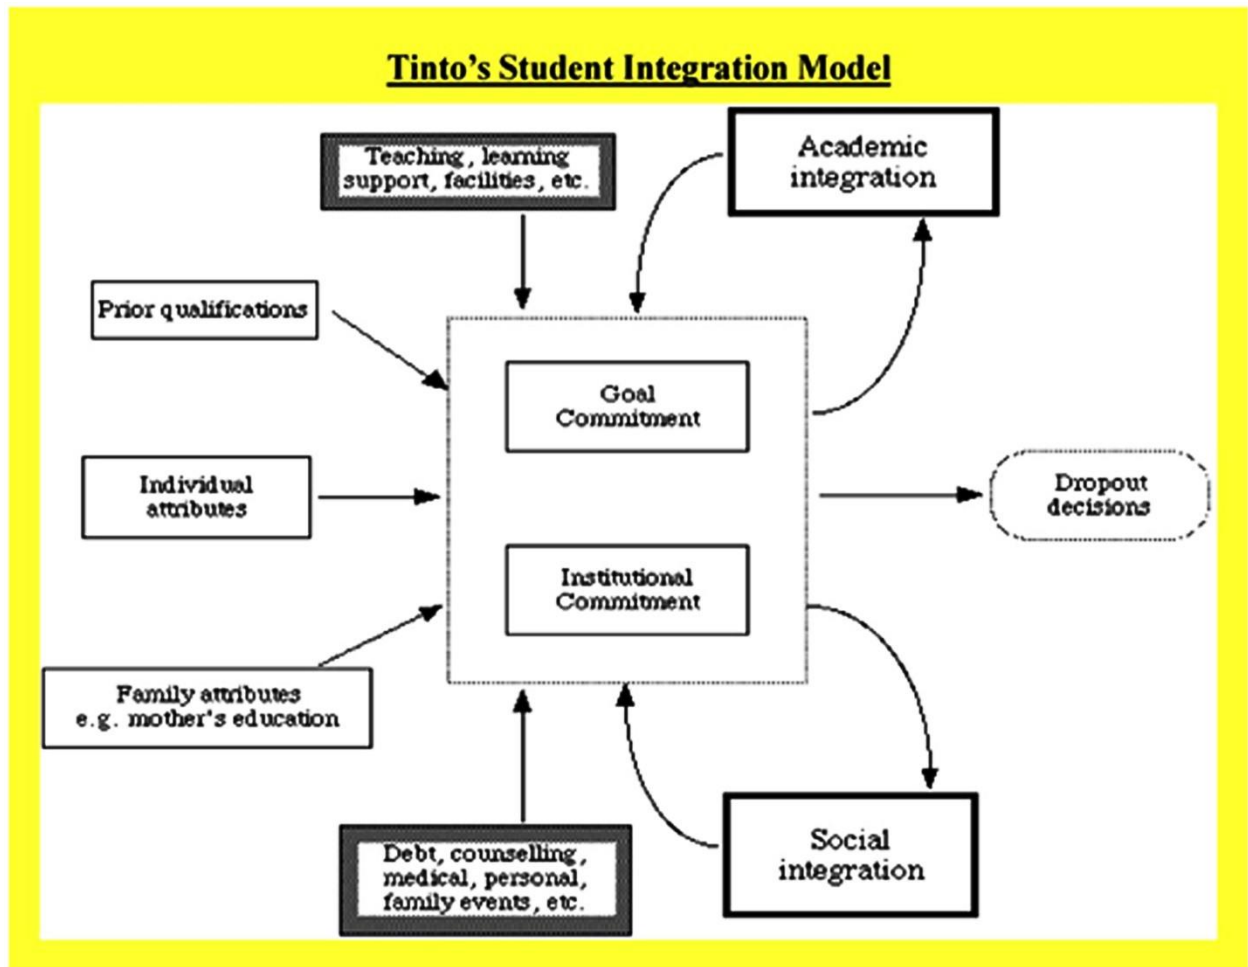 Tinto’s Student Integration Model
Teaching, learning
support, facilities, etc.
Academic
integration
Prior qualifications
Goal
Commitment
Individual
attributes
Dropout
decisions
Institutional
Commitment
Family attributes
e.g. mother's education
Debt, counselling,
medical, personal,
family events, etc.
Social
integration